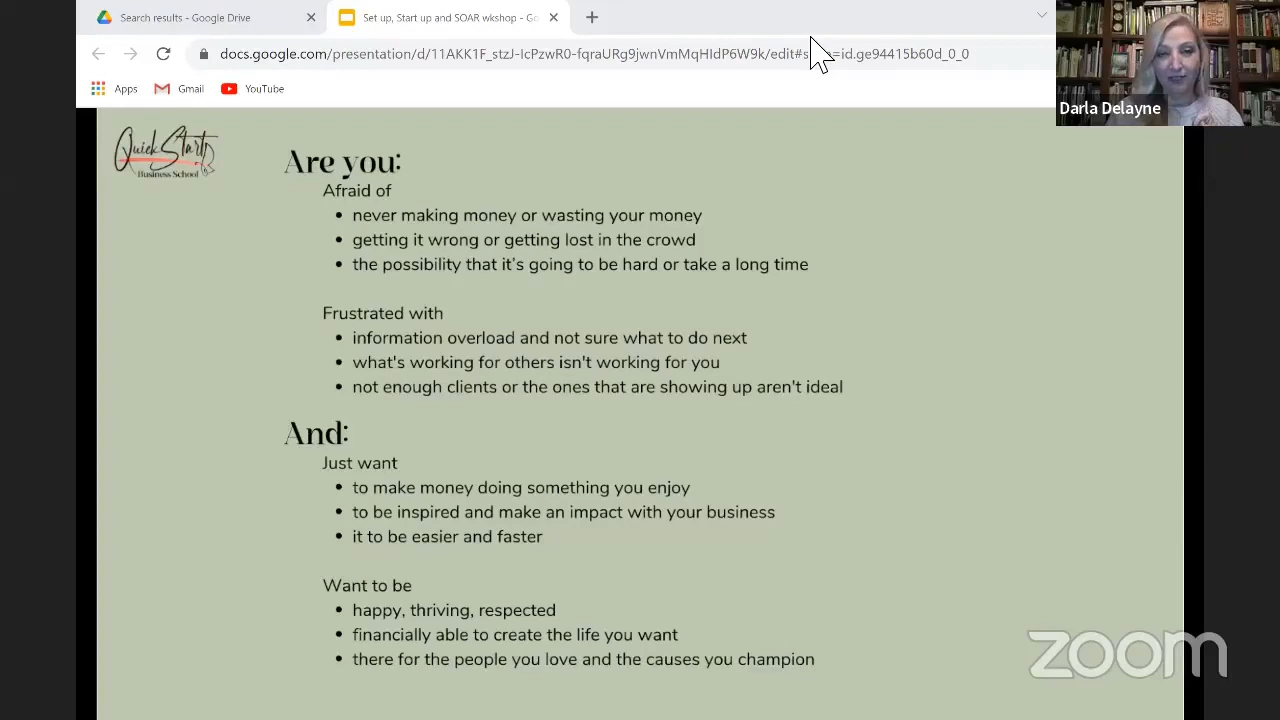 Search results - Google Drive
Set up, Start up and SOAR wkshop - Go
docs.google.com/presentation/d/11AKK1F_stzJ-IcPzwR0-fqraURg9jwnVmMqHIdP6W9k/edit#s id.ge94415b60d_0_0
Apps
Gmail
YouTube
Darla Delayne
QuickStart
Business School
Are you:
Afraid of
• never making money or wasting your money
• getting it wrong or getting lost in the crowd
• the possibility that it's going to be hard or take a long time
Frustrated with
• information overload and not sure what to do next
• what's working for others isn't working for you
• not enough clients or the ones that are showing up aren't ideal
And:
Just want
• to make money doing something you enjoy
• to be inspired and make an impact with your business
• it to be easier and faster
Want to be
• happy, thriving, respected
• financially able to create the life you want
• there for the people you love and the causes you champion
zoom